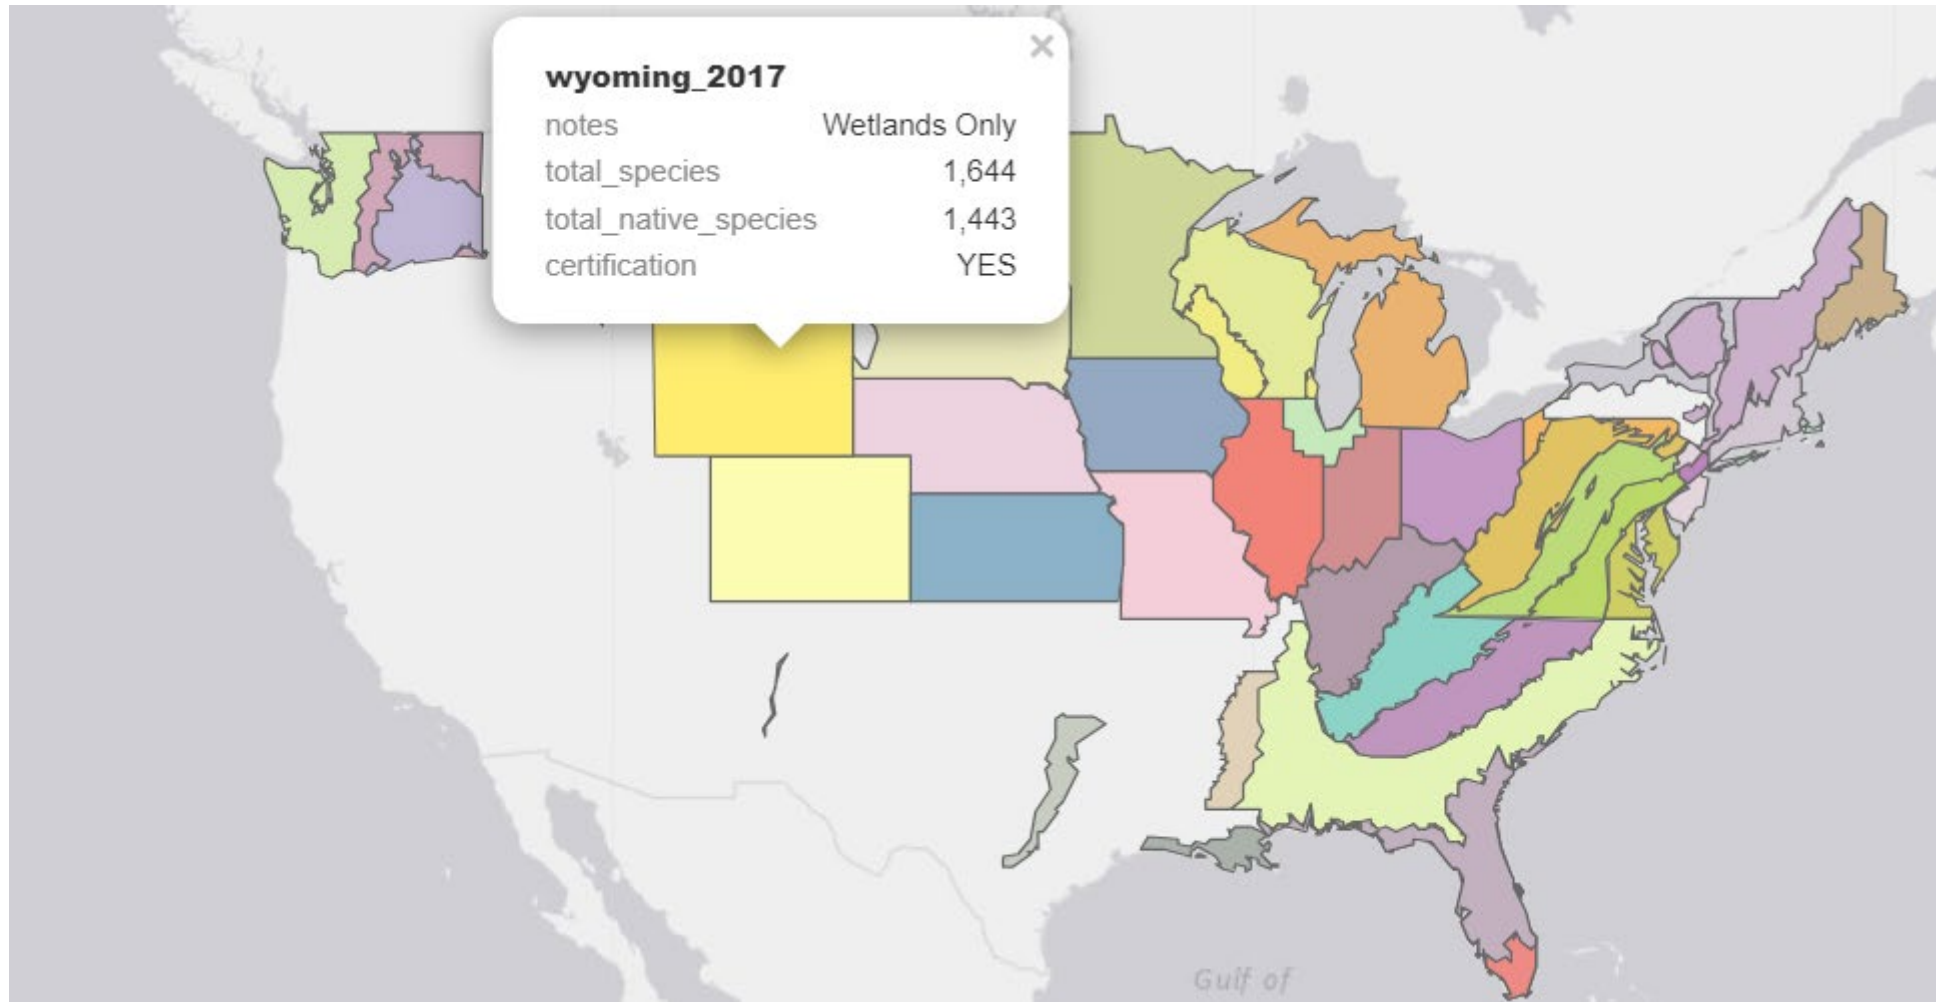 wyoming_2017
notes Wetlands Only
total_species 1,644
total_native_species 1,443
certification YES
Gulf of